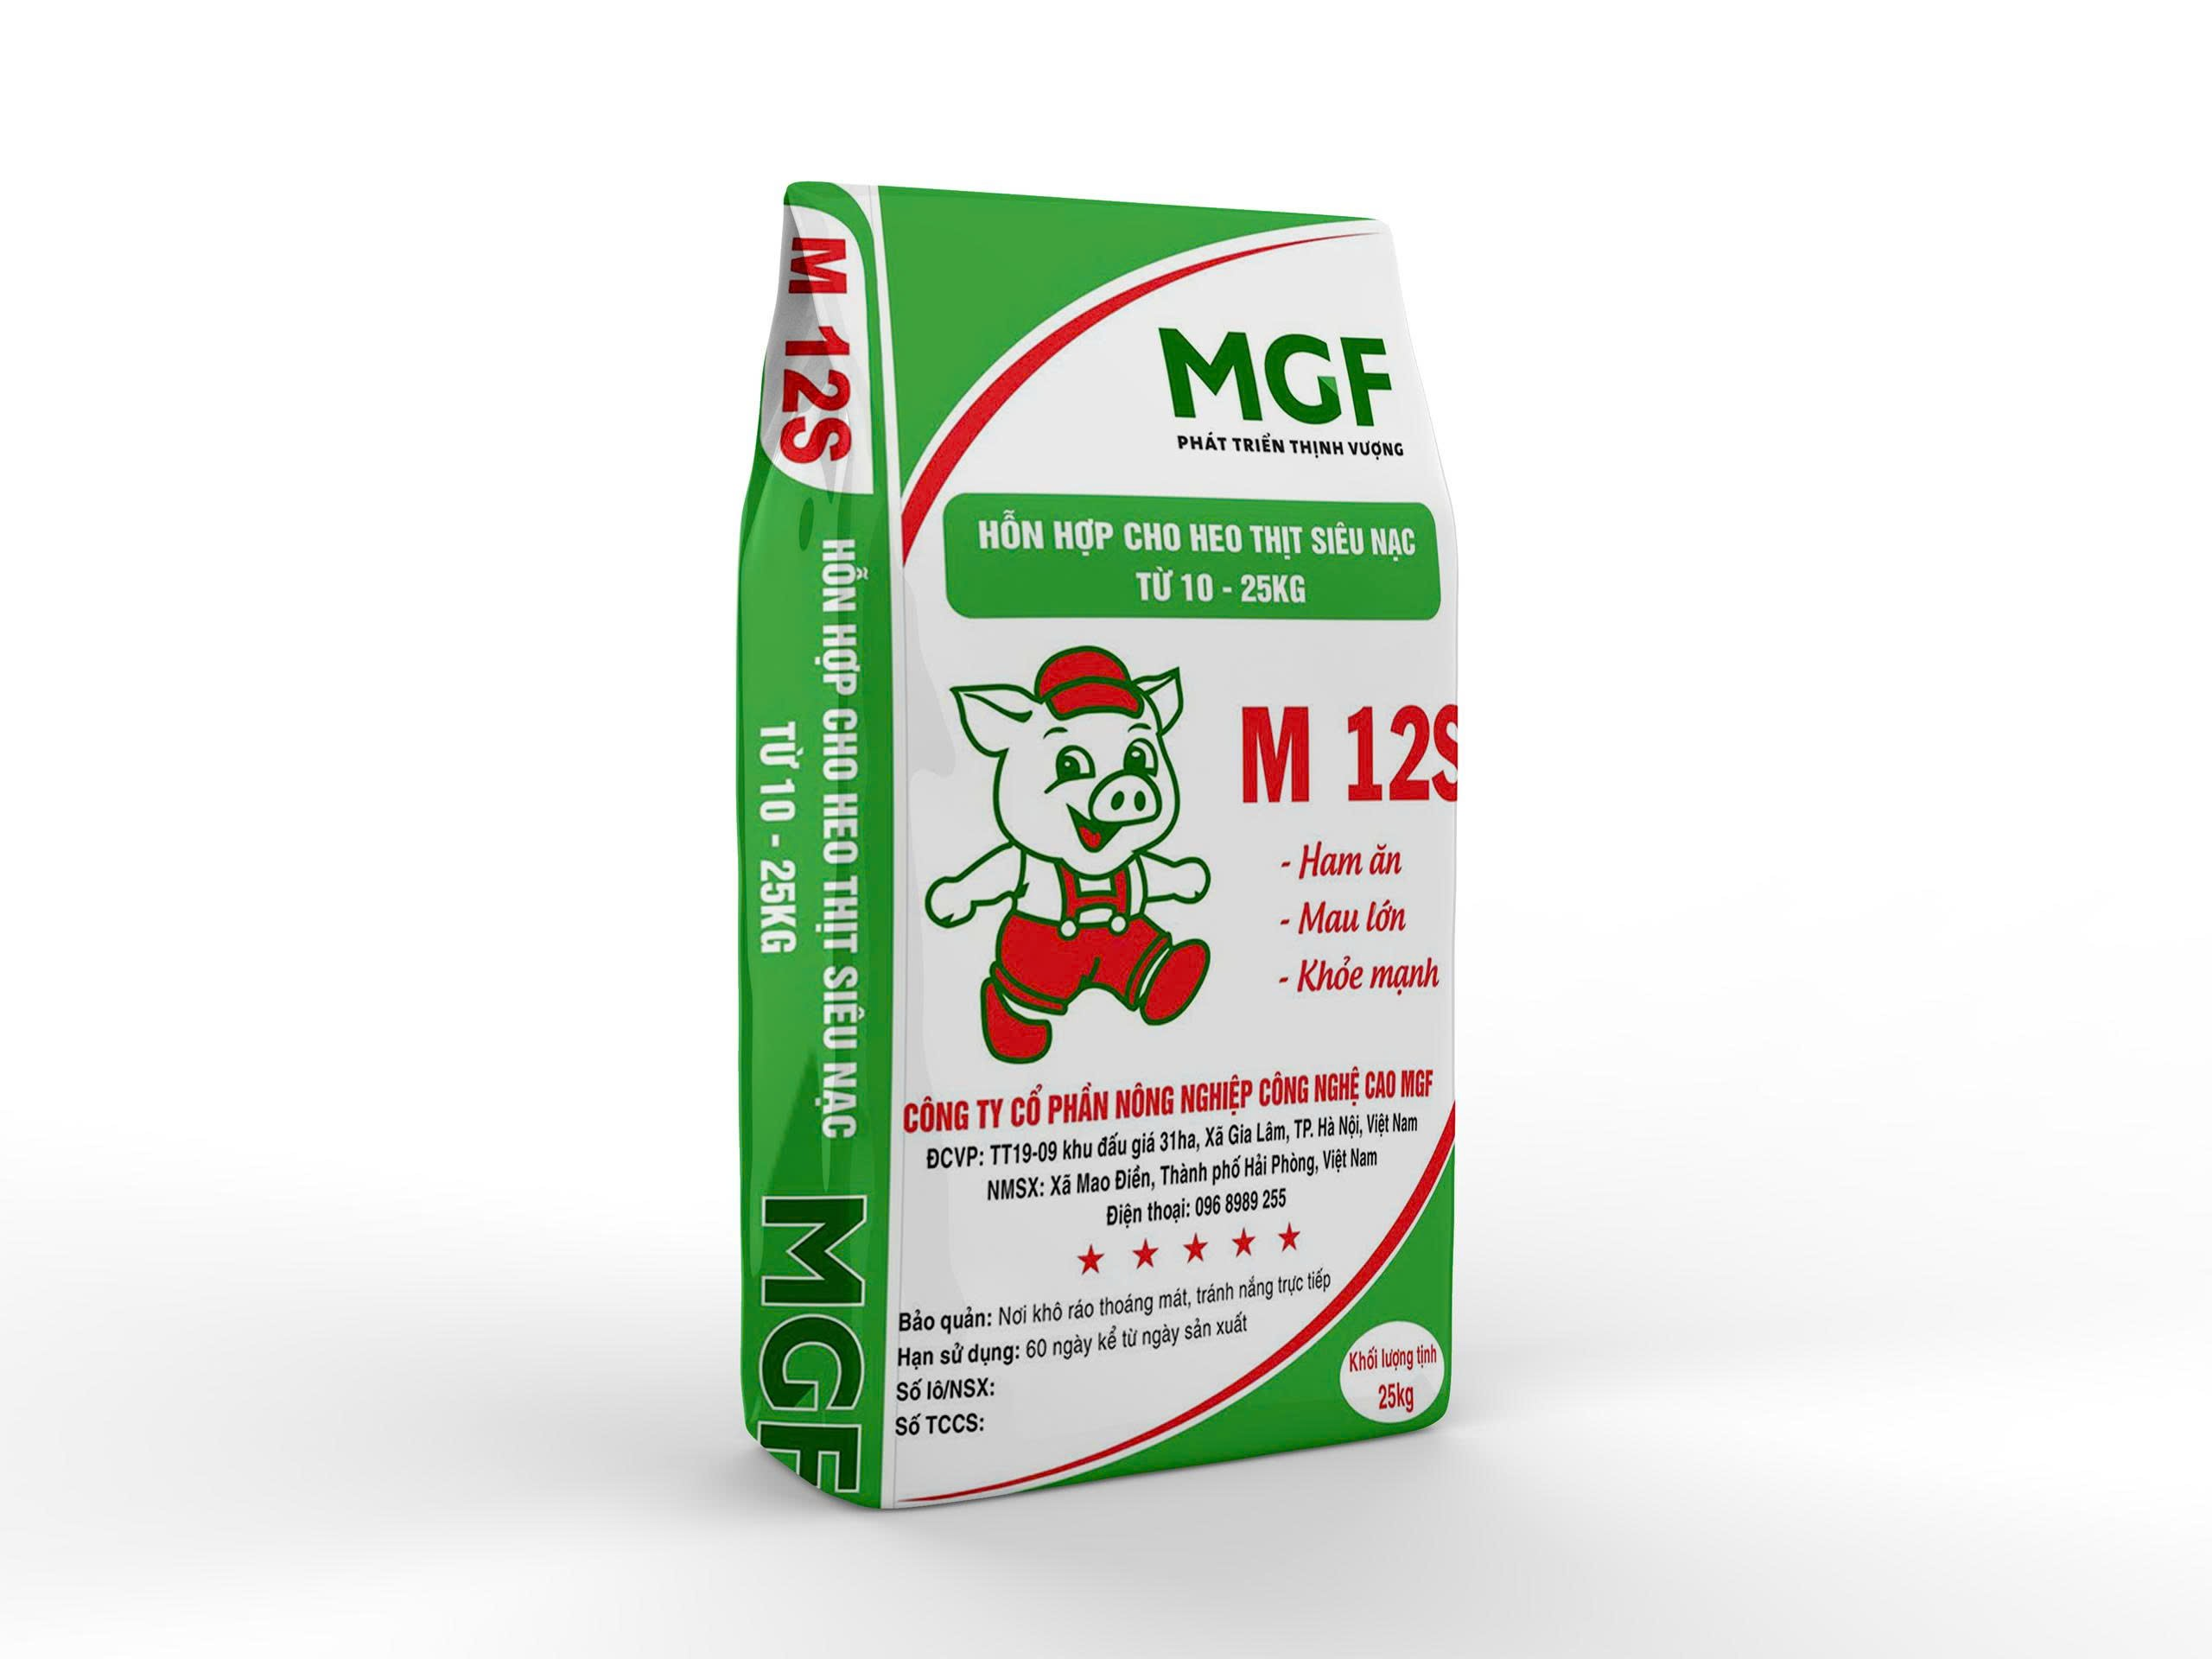 M 12S
HỖN HỢP CHO HEO THỊT SIÊU NẠC
TỪ 10 - 25KG
MGF
MGF
PHÁT TRIỂN THỊNH VƯỢNG
HỖN HỢP CHO HEO THỊT SIÊU NẠC
TỪ 10 - 25KG
M 12S
- Ham ăn
- Mau lớn
- Khỏe mạnh
CÔNG TY CỔ PHẦN NÔNG NGHIỆP CÔNG NGHỆ CAO MGF
ĐCVP: TT19-09 khu đấu giá 31ha, Xã Gia Lâm, TP. Hà Nội, Việt Nam
NMSX: Xã Mao Điền, Thành phố Hải Phòng, Việt Nam
Điện thoại: 096 8989 255
Bảo quản: Nơi khô ráo thoáng mát, tránh nắng trực tiếp
Hạn sử dụng: 60 ngày kể từ ngày sản xuất
Số lô/NSX:
Số TCCS:
Khối lượng tịnh
25kg